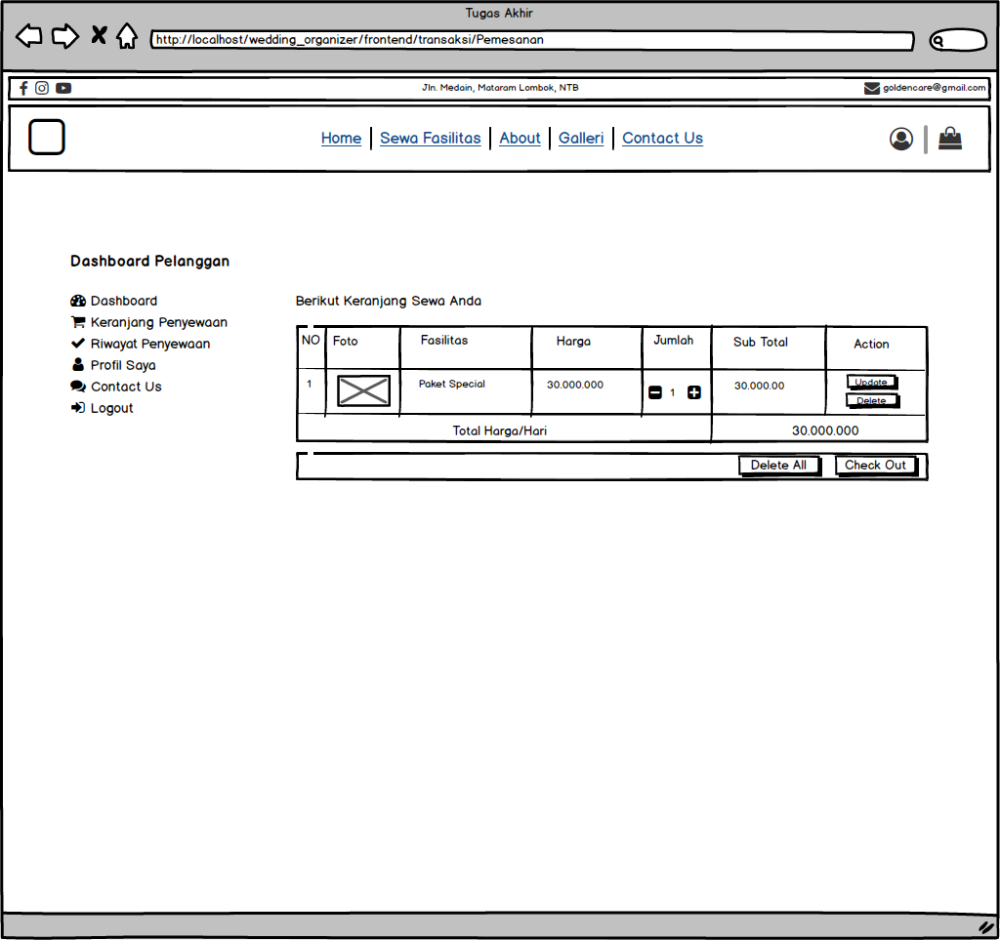 Tugas Akhir
http://localhost/wedding_organizer/frontend/transaksi/Pemesanan
Jln. Medain, Mataram Lombok, NTB
goldencare@gmail.com
Home
Sewa Fasilitas
About
Galleri
Contact Us
Dashboard Pelanggan
Dashboard
Keranjang Penyewaan
Riwayat Penyewaan
Profil Saya
Contact Us
Logout
Berikut Keranjang Sewa Anda
NO Foto Fasilitas Harga Jumlah Sub Total Action
1 Paket Special 30.000.000 1 30.000.00 Update
Delete
Total Harga/Hari 30.000.000
Delete All Check Out